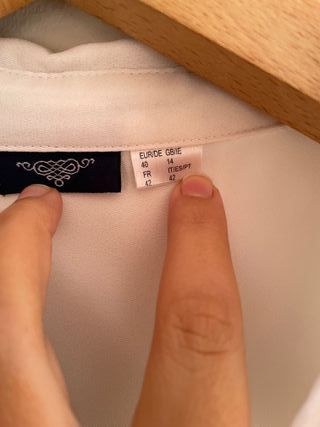 EUR/DE GB/IE
40 14
FR IT/ES/PT
42 42